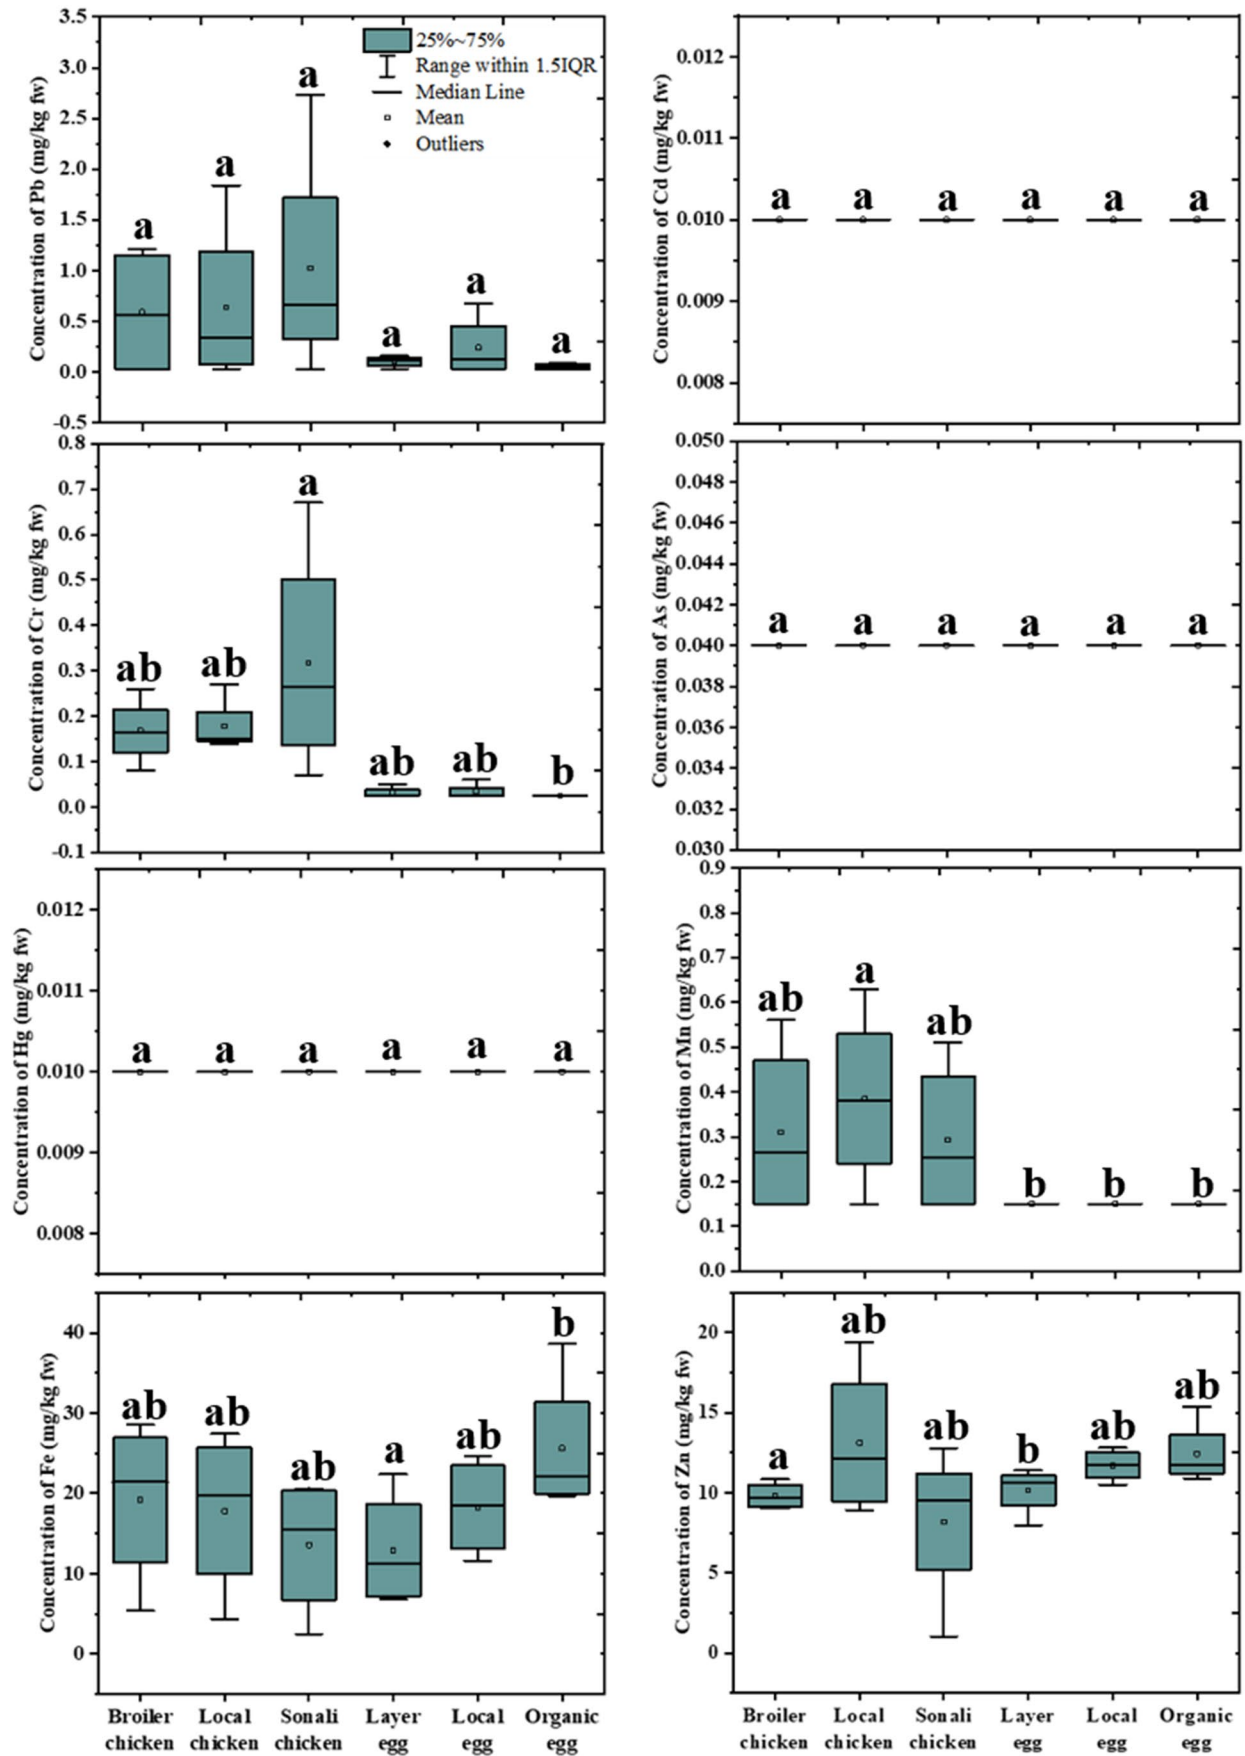 Concentration of Pb (mg/kg fw)
3.5
3.0
2.5
2.0
1.5
1.0
0.5
0.0
-0.5
25%~75%
Range within 1.5IQR
Median Line
Mean
Outliers
a a a a a a
Concentration of Cd (mg/kg fw)
0.012
0.011
0.010
0.009
0.008
a a a a a a
Concentration of Cr (mg/kg fw)
0.8
0.7
0.6
0.5
0.4
0.3
0.2
0.1
0.0
-0.1
ab ab a ab ab b
Concentration of As (mg/kg fw)
0.050
0.048
0.046
0.044
0.042
0.040
0.038
0.036
0.034
0.032
0.030
a a a a a a
Concentration of Hg (mg/kg fw)
0.012
0.011
0.010
0.009
0.008
a a a a a a
Concentration of Mn (mg/kg fw)
0.9
0.8
0.7
0.6
0.5
0.4
0.3
0.2
0.1
0.0
ab a ab b b b
Concentration of Fe (mg/kg fw)
40
30
20
10
0
ab ab ab a ab b
Broiler Local Sonali Layer Local Organic
chicken chicken chicken egg egg egg
Concentration of Zn (mg/kg fw)
20
15
10
5
0
a ab ab b ab ab
Broiler Local Sonali Layer Local Organic
chicken chicken chicken egg egg egg